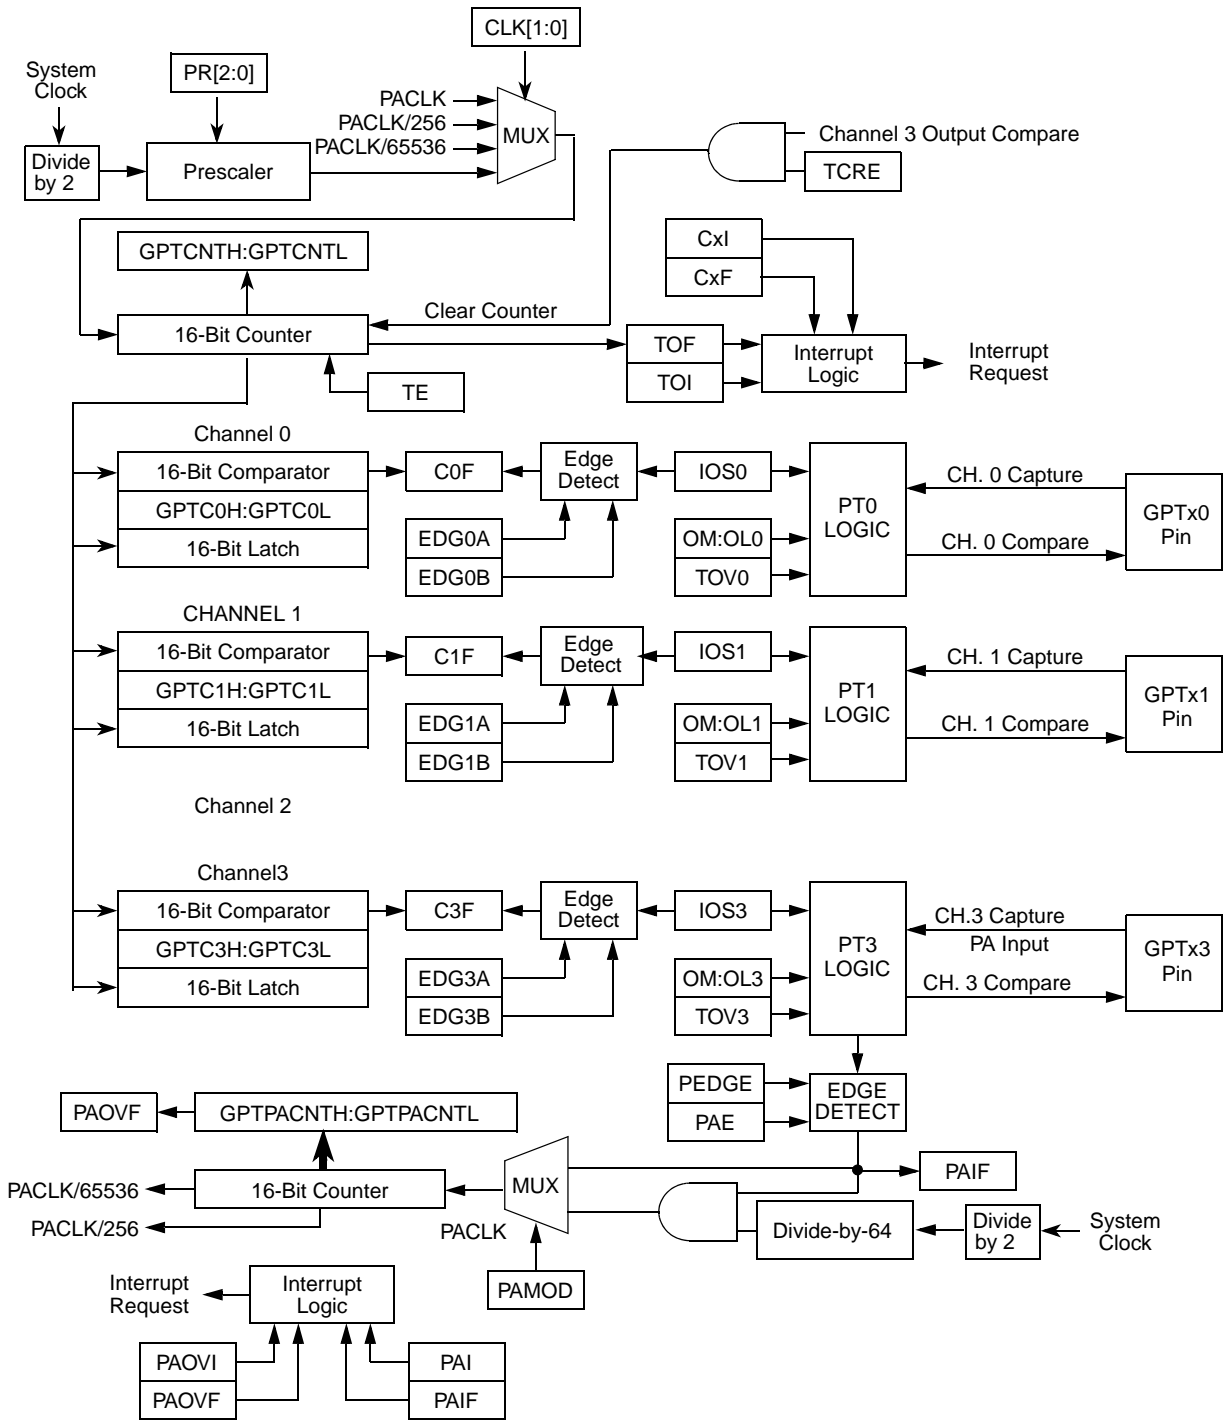 CLK[1:0]
System
Clock
PR[2:0]
PACLK
PACLK/256
PACLK/65536
MUX
Channel 3 Output Compare
TCRE
Divide
by 2
Prescaler
GPTCNTH:GPTCNTL
CxI
CxF
Clear Counter
16-Bit Counter
TOF
TOI
Interrupt
Logic
Interrupt
Request
TE
Channel 0
16-Bit Comparator
GPTC0H:GPTC0L
16-Bit Latch
C0F
Edge
Detect
IOS0
EDG0A
EDG0B
OM:OL0
TOV0
PT0
LOGIC
CH. 0 Capture
CH. 0 Compare
GPTx0
Pin
CHANNEL 1
16-Bit Comparator
GPTC1H:GPTC1L
16-Bit Latch
C1F
Edge
Detect
IOS1
EDG1A
EDG1B
OM:OL1
TOV1
PT1
LOGIC
CH. 1 Capture
CH. 1 Compare
GPTx1
Pin
Channel 2
Channel3
16-Bit Comparator
GPTC3H:GPTC3L
16-Bit Latch
C3F
Edge
Detect
IOS3
EDG3A
EDG3B
OM:OL3
TOV3
PT3
LOGIC
CH.3 Capture
PA Input
CH. 3 Compare
GPTx3
Pin
PEDGE
PAE
EDGE
DETECT
PAOVF
GPTPACNTH:GPTPACNTL
PACLK/65536
16-Bit Counter
PACLK/256
PACLK
MUX
PAIF
Divide-by-64
Divide
by 2
System
Clock
PAMOD
Interrupt
Request
Interrupt
Logic
PAOVI
PAOVF
PAI
PAIF